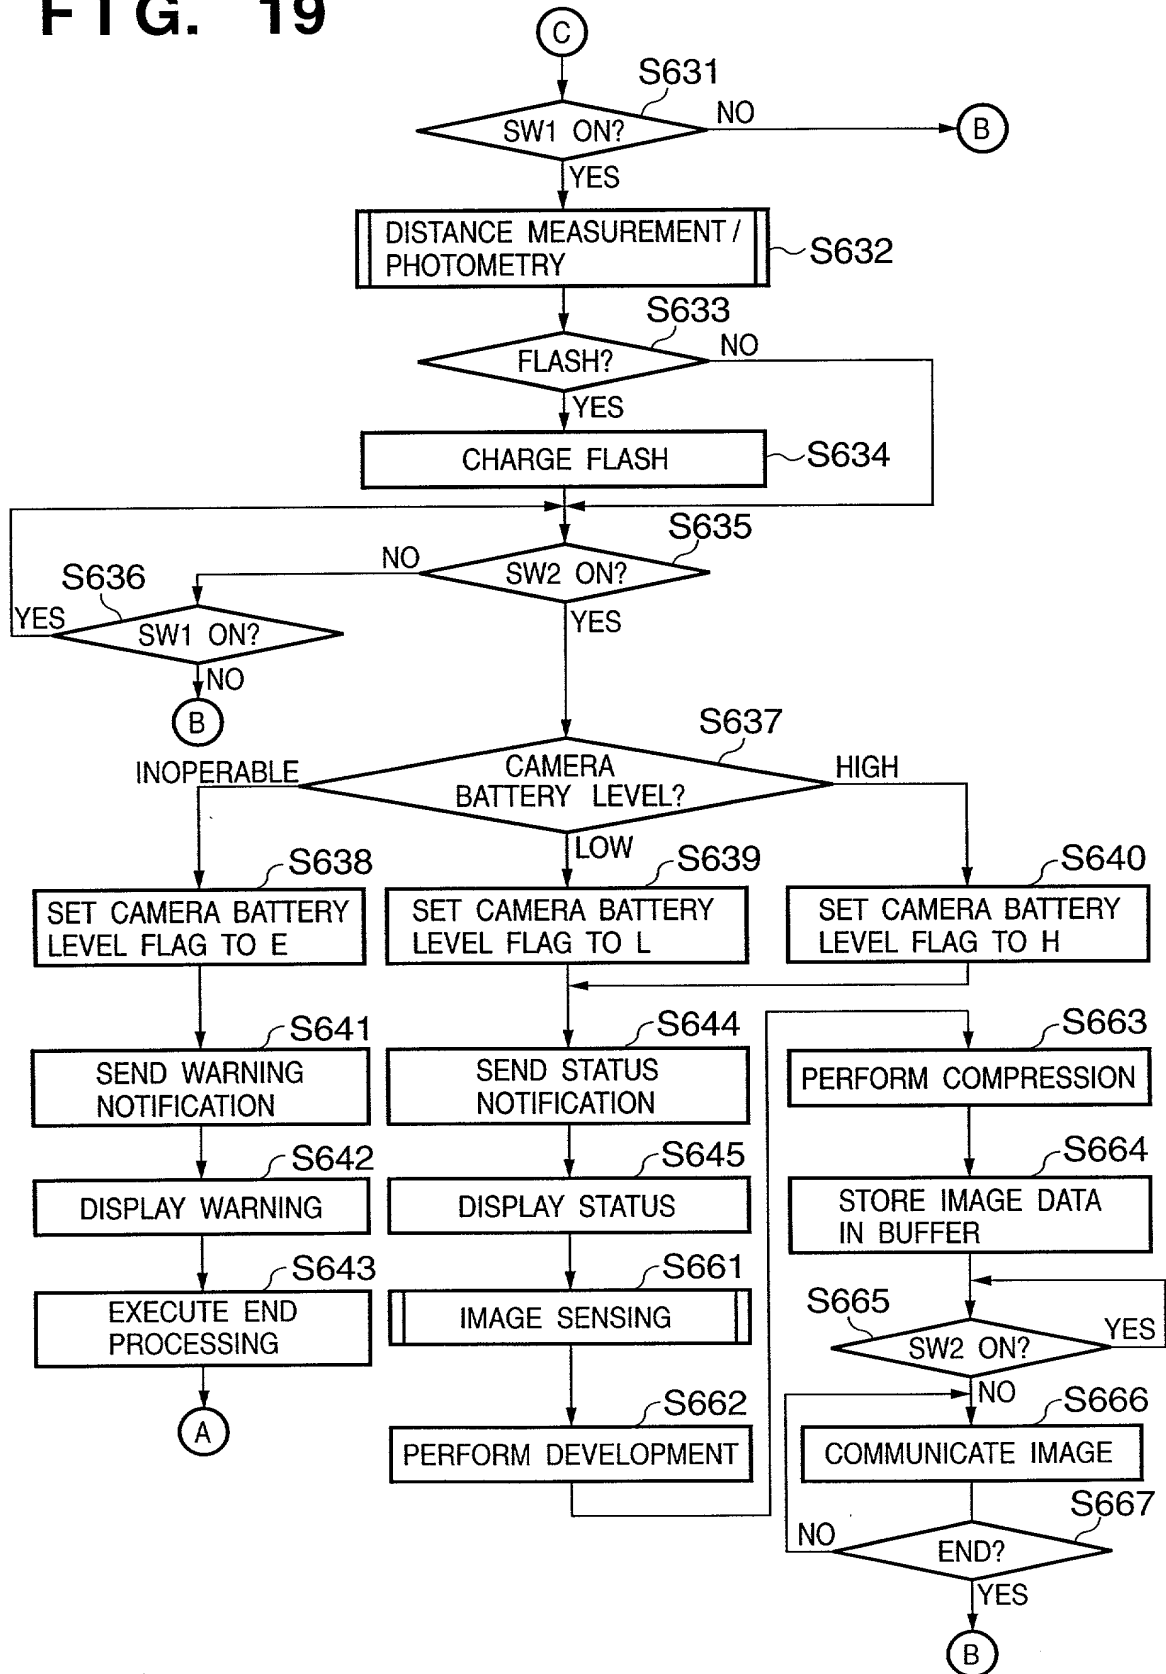 FIG. 19
C
S631
SW1 ON?
NO
B
YES
DISTANCE MEASUREMENT/
PHOTOMETRY
S632
S633
FLASH?
NO
YES
CHARGE FLASH
S634
S635
NO
SW2 ON?
S636
YES
SW1 ON?
YES
NO
B
S637
INOPERABLE
CAMERA
BATTERY LEVEL?
HIGH
LOW
S638
S639
S640
SET CAMERA BATTERY
LEVEL FLAG TO E
SET CAMERA BATTERY
LEVEL FLAG TO L
SET CAMERA BATTERY
LEVEL FLAG TO H
S641
S644
S663
SEND WARNING
NOTIFICATION
SEND STATUS
NOTIFICATION
PERFORM COMPRESSION
S642
S645
S664
DISPLAY WARNING
DISPLAY STATUS
STORE IMAGE DATA
IN BUFFER
S643
S661
S665
EXECUTE END
PROCESSING
IMAGE SENSING
SW2 ON?
YES
NO
A
S662
S666
PERFORM DEVELOPMENT
COMMUNICATE IMAGE
S667
NO
END?
YES
B